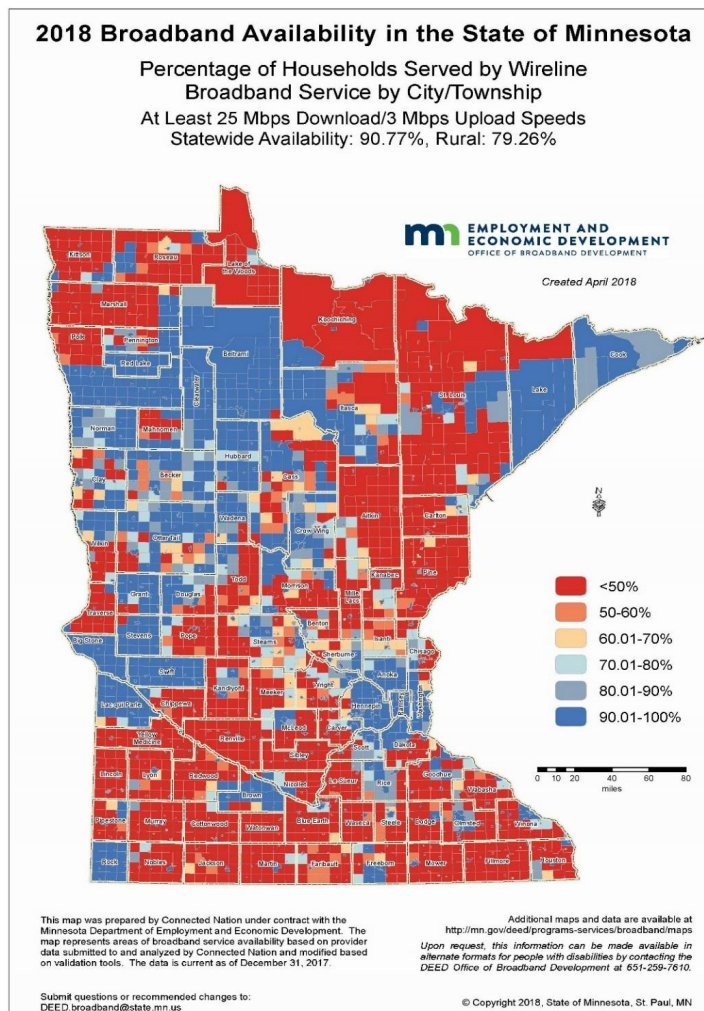 2018 Broadband Availability in the State of Minnesota
Percentage of Households Served by Wireline
Broadband Service by City/Township
At Least 25 Mbps Download/3 Mbps Upload Speeds
Statewide Availability: 90.77%, Rural: 79.26%
mn EMPLOYMENT AND
ECONOMIC DEVELOPMENT
OFFICE OF BROADBAND DEVELOPMENT
Created April 2018
Kittson
Roseau
Lake of
the Woods
Marshall
Koochiching
Polk
Pennington
Red Lake
Beltrami
Cook
Clearwater
Itasca
St. Louis
Lake
Norman
Mahnomen
Hubbard
Cass
Clay
Becker
Wadena
Crow Wing
Aitkin
Carlton
Wilkin
Otter Tail
Todd
Morrison
Mille
Lacs
Kanabec
Pine
Grant
Douglas
Traverse
Stevens
Pope
Stearns
Benton
Isanti
Big Stone
Sherburne
Chisago
Swift
Kandiyohi
Meeker
Wright
Anoka
Lac qui Parle
Chippewa
Hennepin
Ramsey
Washington
Yellow
Medicine
Renville
McLeod
Carver
Scott
Dakota
Sibley
Lincoln
Lyon
Redwood
Nicollet
Le Sueur
Rice
Goodhue
Wabasha
Brown
Pipestone
Murray
Cottonwood
Watonwan
Blue Earth
Waseca
Steele
Dodge
Olmsted
Winona
Rock
Nobles
Jackson
Martin
Faribault
Freeborn
Mower
Fillmore
Houston
N
<50%
50-60%
60.01-70%
70.01-80%
80.01-90%
90.01-100%
0 10 20 40 60 80
miles
This map was prepared by Connected Nation under contract with the
Minnesota Department of Employment and Economic Development. The
map represents areas of broadband service availability based on provider
data submitted to and analyzed by Connected Nation and modified based
on validation tools. The data is current as of December 31, 2017.
Submit questions or recommended changes to:
DEED.broadband@state.mn.us
Additional maps and data are available at
http://mn.gov/deed/programs-services/broadband/maps
Upon request, this information can be made available in
alternate formats for people with disabilities by contacting the
DEED Office of Broadband Development at 651-259-7610.
© Copyright 2018, State of Minnesota, St. Paul, MN